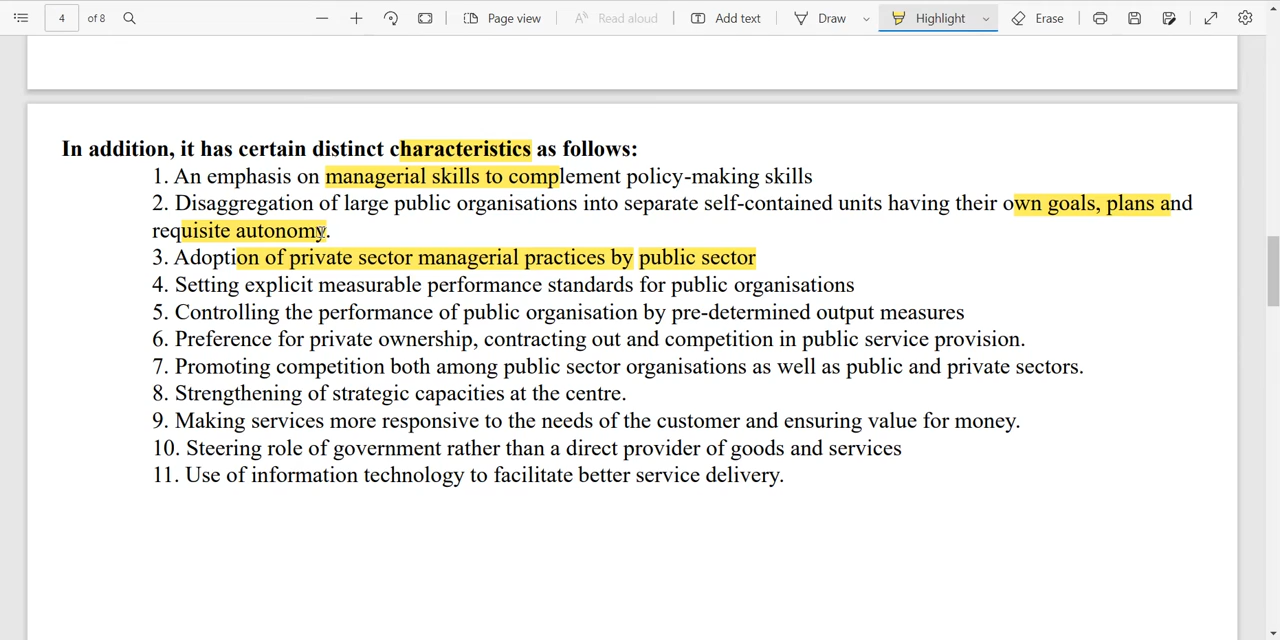 4 of 8 Page view Read aloud Add text Draw Highlight Erase
In addition, it has certain distinct characteristics as follows:
1. An emphasis on managerial skills to complement policy-making skills
2. Disaggregation of large public organisations into separate self-contained units having their own goals, plans and
requisite autonomy.
3. Adoption of private sector managerial practices by public sector
4. Setting explicit measurable performance standards for public organisations
5. Controlling the performance of public organisation by pre-determined output measures
6. Preference for private ownership, contracting out and competition in public service provision.
7. Promoting competition both among public sector organisations as well as public and private sectors.
8. Strengthening of strategic capacities at the centre.
9. Making services more responsive to the needs of the customer and ensuring value for money.
10. Steering role of government rather than a direct provider of goods and services
11. Use of information technology to facilitate better service delivery.